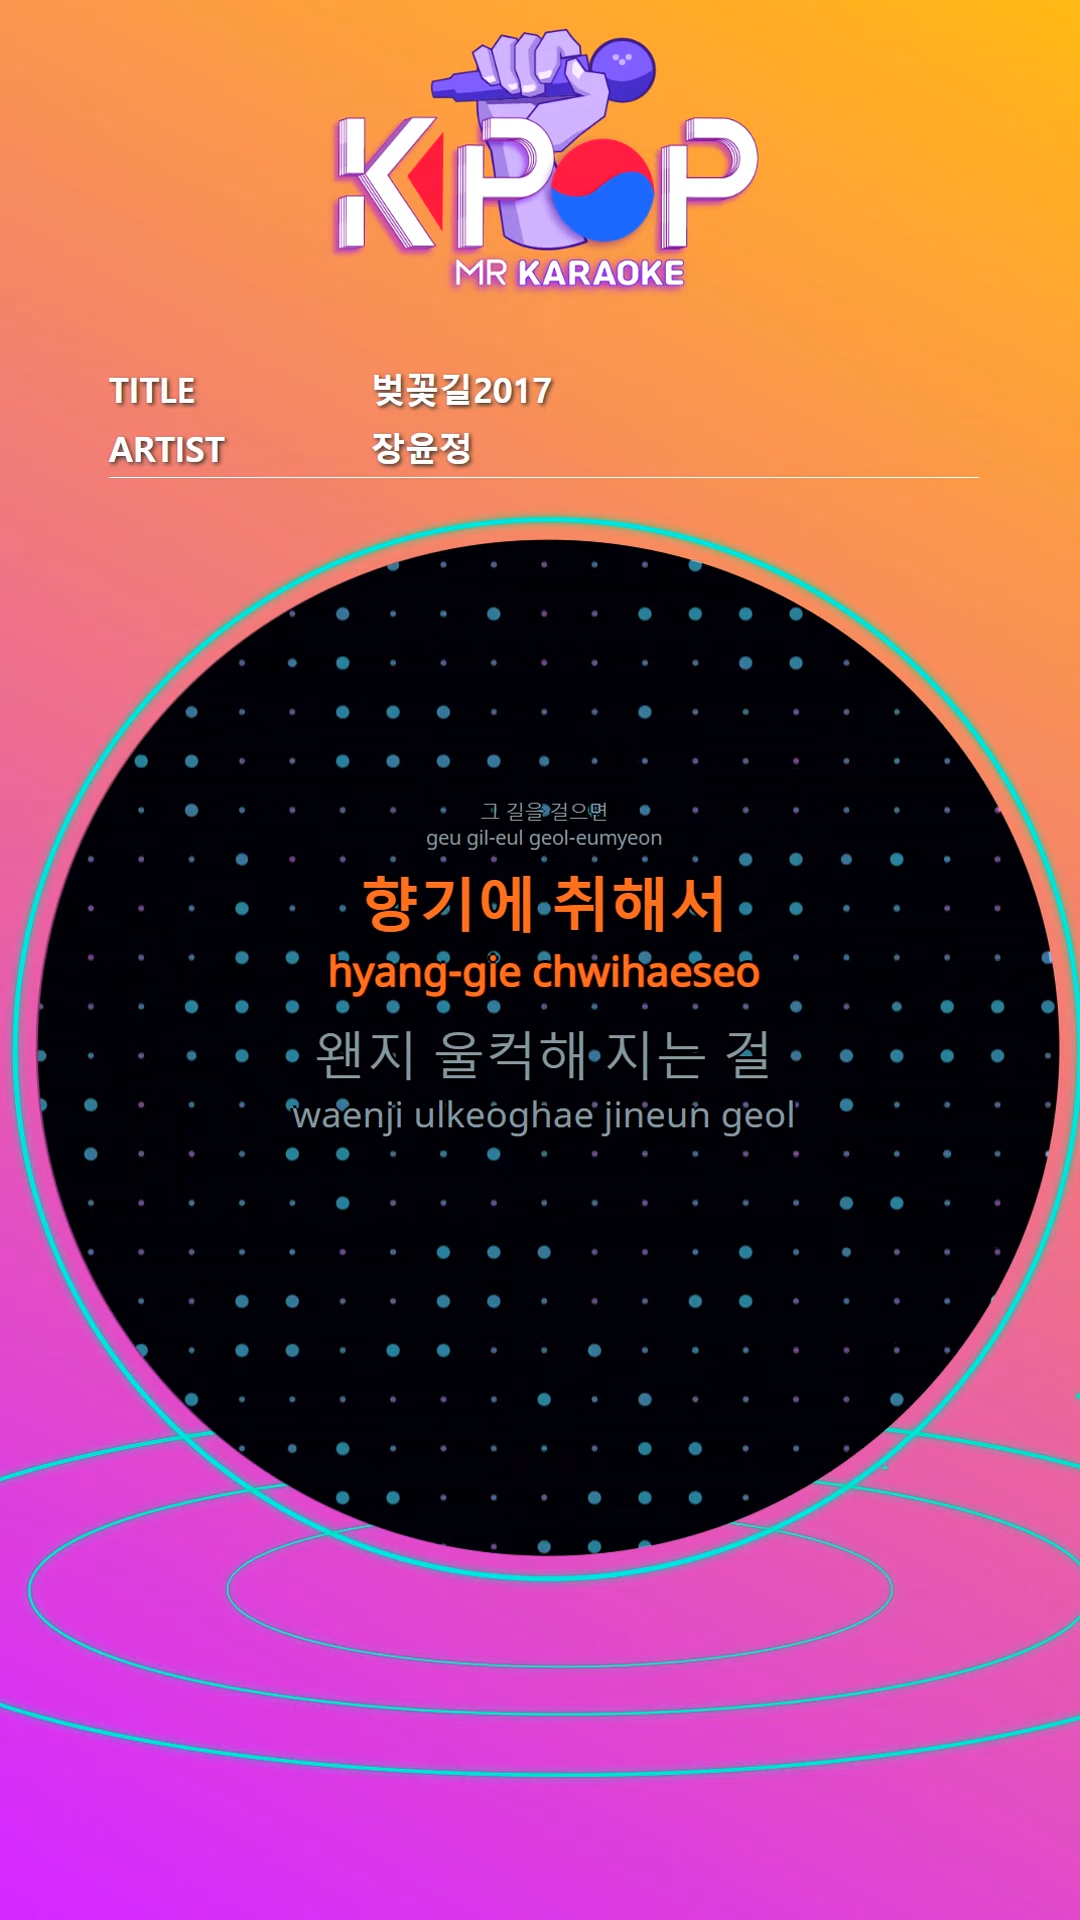 KPOP
MR KARAOKE
TITLE 벚꽃길2017
ARTIST 장윤정
그 길을 걸으면
geu gil-eul geol-eumyeon
향기에 취해서
hyang-gie chwihaeseo
왠지 울컥해 지는 걸
waenji ulkeoghae jineun geol